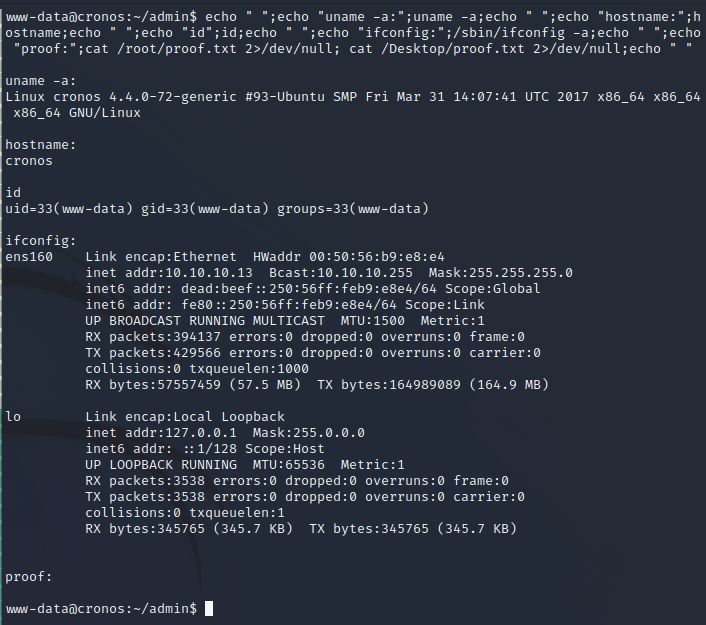 www-data@cronos:~/admin$ echo " ";echo "uname -a:";uname -a;echo " ";echo "hostname:";h
ostname;echo " ";echo "id";id;echo " ";echo "ifconfig:";/sbin/ifconfig -a;echo " ";echo
 "proof:";cat /root/proof.txt 2>/dev/null; cat /Desktop/proof.txt 2>/dev/null;echo " "
uname -a:
Linux cronos 4.4.0-72-generic #93-Ubuntu SMP Fri Mar 31 14:07:41 UTC 2017 x86_64 x86_64
 x86_64 GNU/Linux
hostname:
cronos
id
uid=33(www-data) gid=33(www-data) groups=33(www-data)
ifconfig:
ens160    Link encap:Ethernet  HWaddr 00:50:56:b9:e8:e4
          inet addr:10.10.10.13  Bcast:10.10.10.255  Mask:255.255.255.0
          inet6 addr: dead:beef::250:56ff:feb9:e8e4/64 Scope:Global
          inet6 addr: fe80::250:56ff:feb9:e8e4/64 Scope:Link
          UP BROADCAST RUNNING MULTICAST  MTU:1500  Metric:1
          RX packets:394137 errors:0 dropped:0 overruns:0 frame:0
          TX packets:429566 errors:0 dropped:0 overruns:0 carrier:0
          collisions:0 txqueuelen:1000
          RX bytes:57557459 (57.5 MB)  TX bytes:164989089 (164.9 MB)
lo        Link encap:Local Loopback
          inet addr:127.0.0.1  Mask:255.0.0.0
          inet6 addr: ::1/128 Scope:Host
          UP LOOPBACK RUNNING  MTU:65536  Metric:1
          RX packets:3538 errors:0 dropped:0 overruns:0 frame:0
          TX packets:3538 errors:0 dropped:0 overruns:0 carrier:0
          collisions:0 txqueuelen:1
          RX bytes:345765 (345.7 KB)  TX bytes:345765 (345.7 KB)
proof:
www-data@cronos:~/admin$